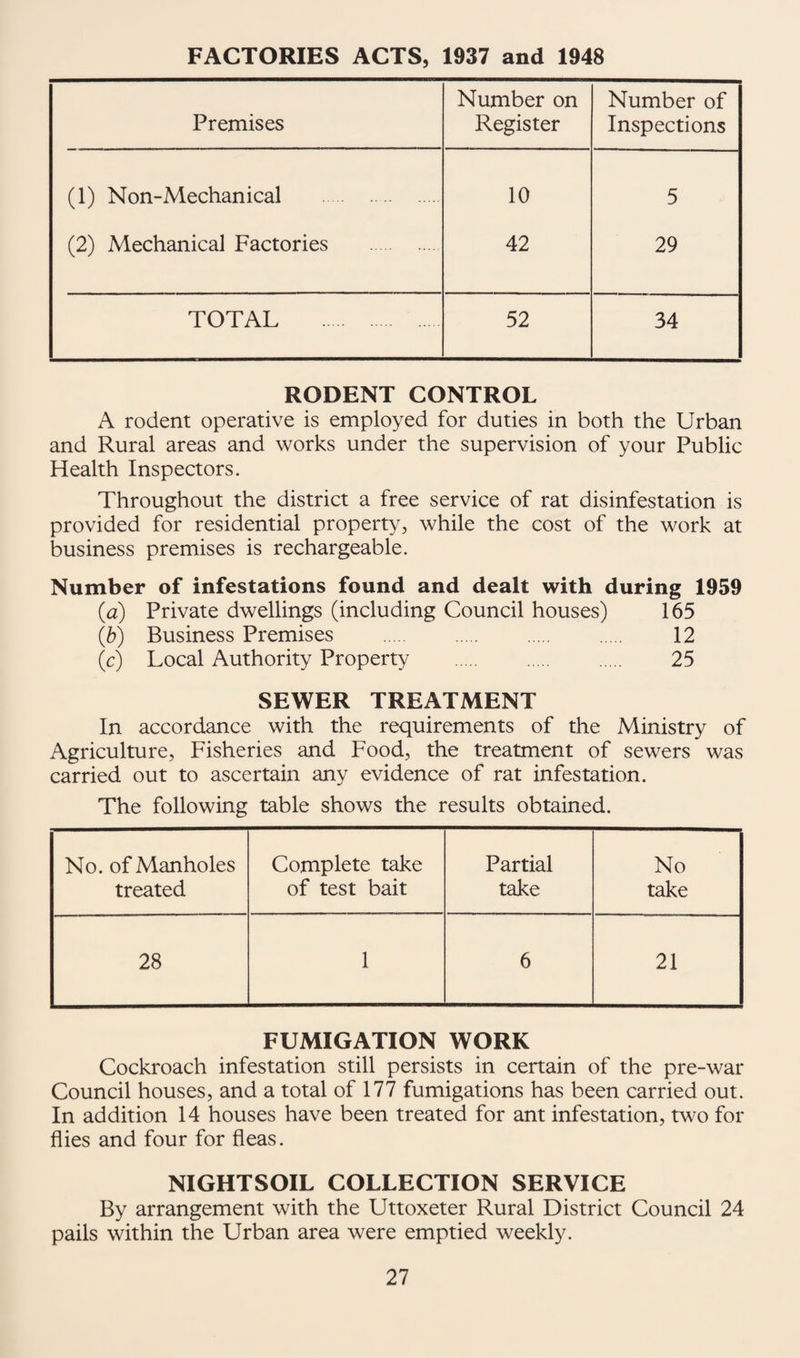 FACTORIES ACTS, 1937 and 1948
Premises Number on Register Number of Inspections
(1) Non-Mechanical ..... ..... ..... 10 5
(2) Mechanical Factories ..... ..... 42 29
TOTAL ..... ..... ..... 52 34
RODENT CONTROL
A rodent operative is employed for duties in both the Urban
and Rural areas and works under the supervision of your Public
Health Inspectors.
Throughout the district a free service of rat disinfestation is
provided for residential property, while the cost of the work at
business premises is rechargeable.
Number of infestations found and dealt with during 1959
(a) Private dwellings (including Council houses) 165
(b) Business Premises ..... ..... ..... ..... 12
(c) Local Authority Property ..... ..... ..... 25
SEWER TREATMENT
In accordance with the requirements of the Ministry of
Agriculture, Fisheries and Food, the treatment of sewers was
carried out to ascertain any evidence of rat infestation.
The following table shows the results obtained.
No. of Manholes treated Complete take of test bait Partial take No take
28 1 6 21
FUMIGATION WORK
Cockroach infestation still persists in certain of the pre-war
Council houses, and a total of 177 fumigations has been carried out.
In addition 14 houses have been treated for ant infestation, two for
flies and four for fleas.
NIGHTSOIL COLLECTION SERVICE
By arrangement with the Uttoxeter Rural District Council 24
pails within the Urban area were emptied weekly.
27